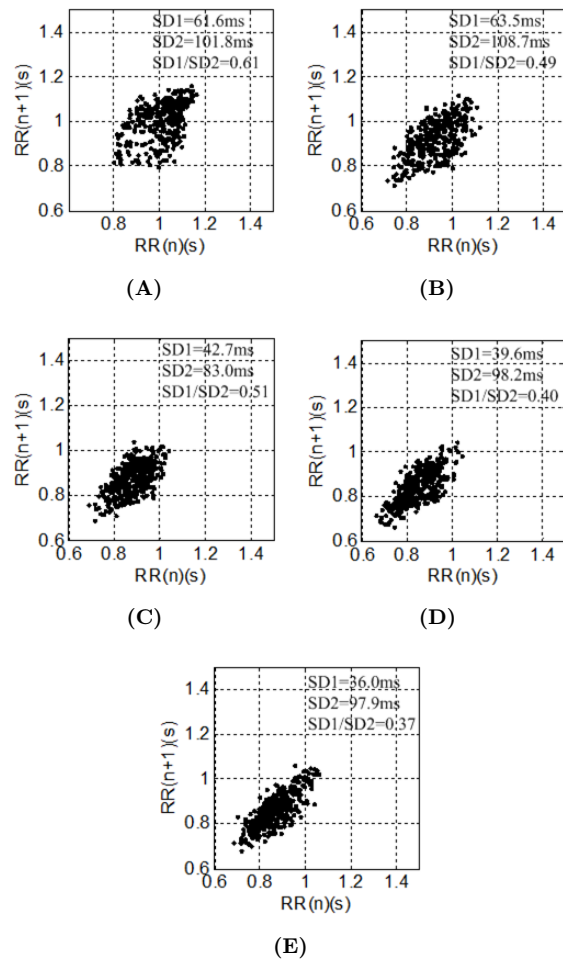 1.4
1.2
1
0.8
0.6
RR(n+1)(s)
SD1=61.6ms
SD2=101.8ms
SD1/SD2=0.61
0.8 1 1.2 1.4
RR(n)(s)
(A)
1.4
1.2
1
0.8
0.6
RR(n+1)(s)
SD1=63.5ms
SD2=108.7ms
SD1/SD2=0.49
0.6 0.8 1 1.2 1.4
RR(n)(s)
(B)
1.4
1.2
1
0.8
0.6
RR(n+1)(s)
SD1=42.7ms
SD2=83.0ms
SD1/SD2=0.51
0.6 0.8 1 1.2 1.4
RR(n)(s)
(C)
1.4
1.2
1
0.8
0.6
RR(n+1)(s)
SD1=39.6ms
SD2=98.2ms
SD1/SD2=0.40
0.6 0.8 1 1.2 1.4
RR(n)(s)
(D)
1.4
1.2
1
0.8
0.6
RR(n+1)(s)
SD1=36.0ms
SD2=97.9ms
SD1/SD2=0.37
0.6 0.8 1 1.2 1.4
RR(n)(s)
(E)